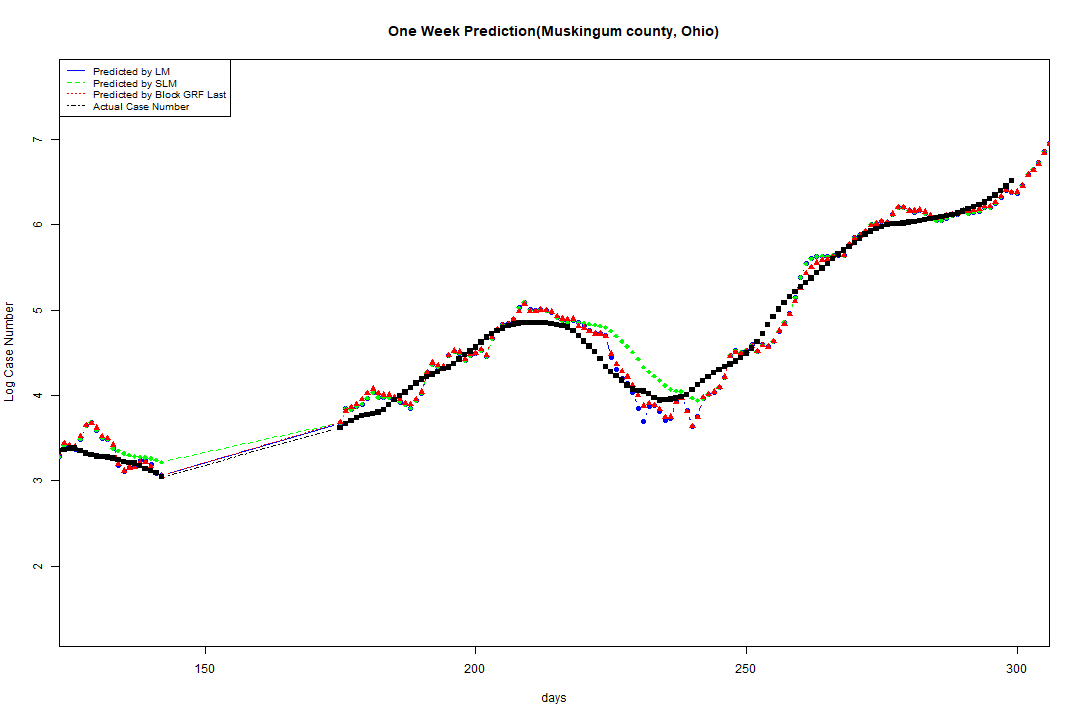 One Week Prediction(Muskingum county, Ohio)
Predicted by LM
Predicted by SLM
Predicted by Block GRF Last
Actual Case Number
7
6
5
4
3
2
Log Case Number
150 200 250 300
days